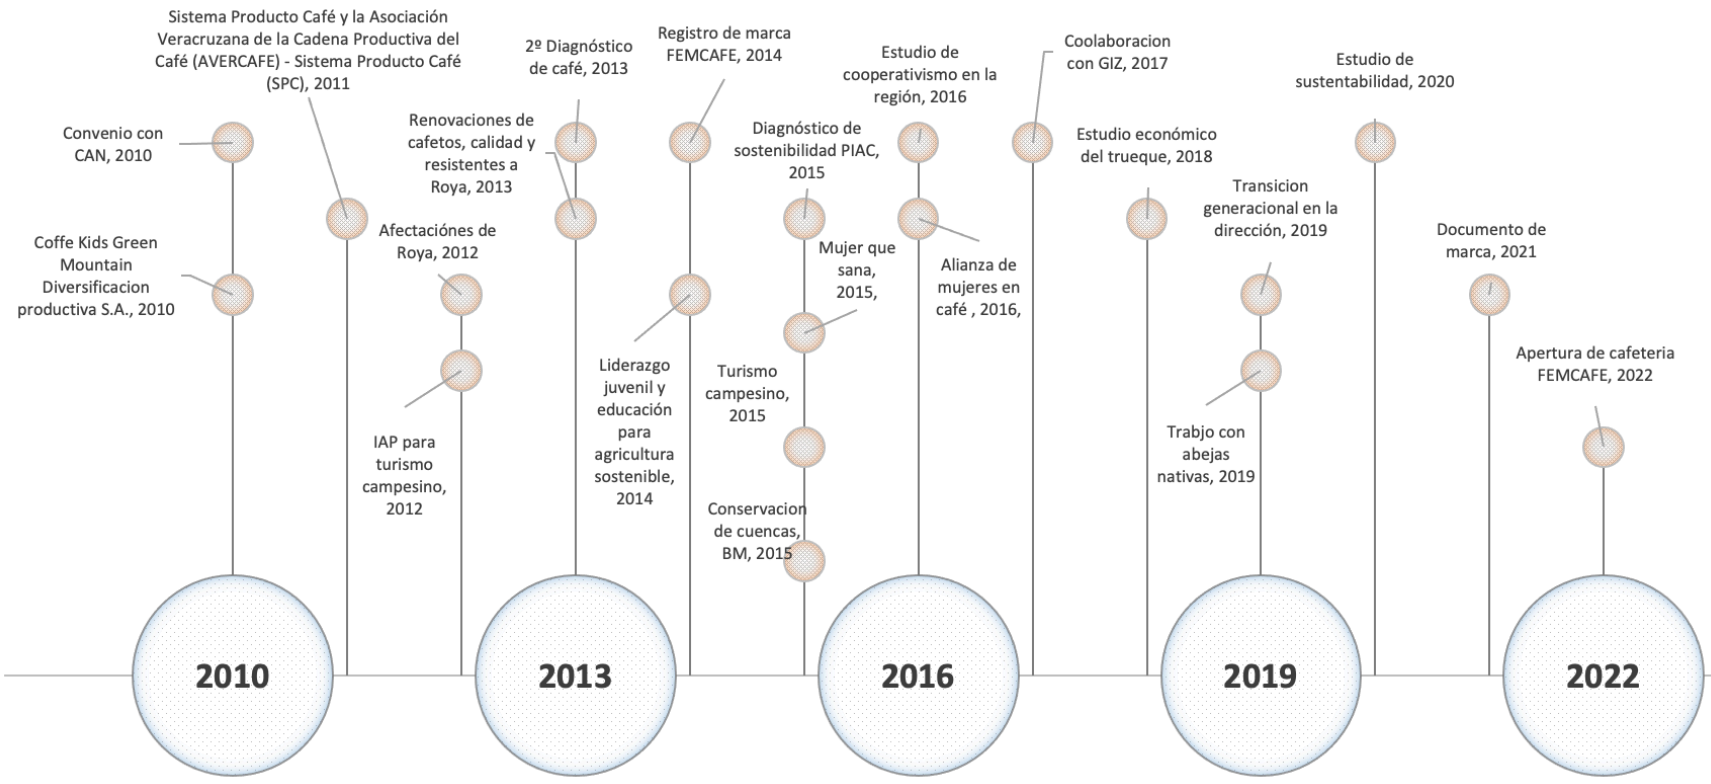 Sistema Producto Café y la Asociación
Veracruzana de la Cadena Productiva del
Café (AVERCAFE) - Sistema Producto Café
(SPC), 2011
Convenio con
CAN, 2010
Coffe Kids Green
Mountain
Diversificacion
productiva S.A., 2010
Afectaciónes de
Roya, 2012
IAP para
turismo
campesino,
2012
2º Diagnóstico
de café, 2013
Renovaciones de
cafetos, calidad y
resistentes a
Roya, 2013
Registro de marca
FEMCAFE, 2014
Liderazgo
juvenil y
educación
para
agricultura
sostenible,
2014
Diagnóstico de
sostenibilidad PIAC,
2015
Mujer que
sana,
2015,
Turismo
campesino,
2015
Conservacion
de cuencas,
BM, 2015
Estudio de
cooperativismo en la
región, 2016
Alianza de
mujeres en
café , 2016,
Coolaboracion
con GIZ, 2017
Estudio económico
del trueque, 2018
Transicion
generacional en la
dirección, 2019
Trabjo con
abejas
nativas, 2019
Estudio de
sustentabilidad, 2020
Documento de
marca, 2021
Apertura de cafeteria
FEMCAFE, 2022
2010
2013
2016
2019
2022